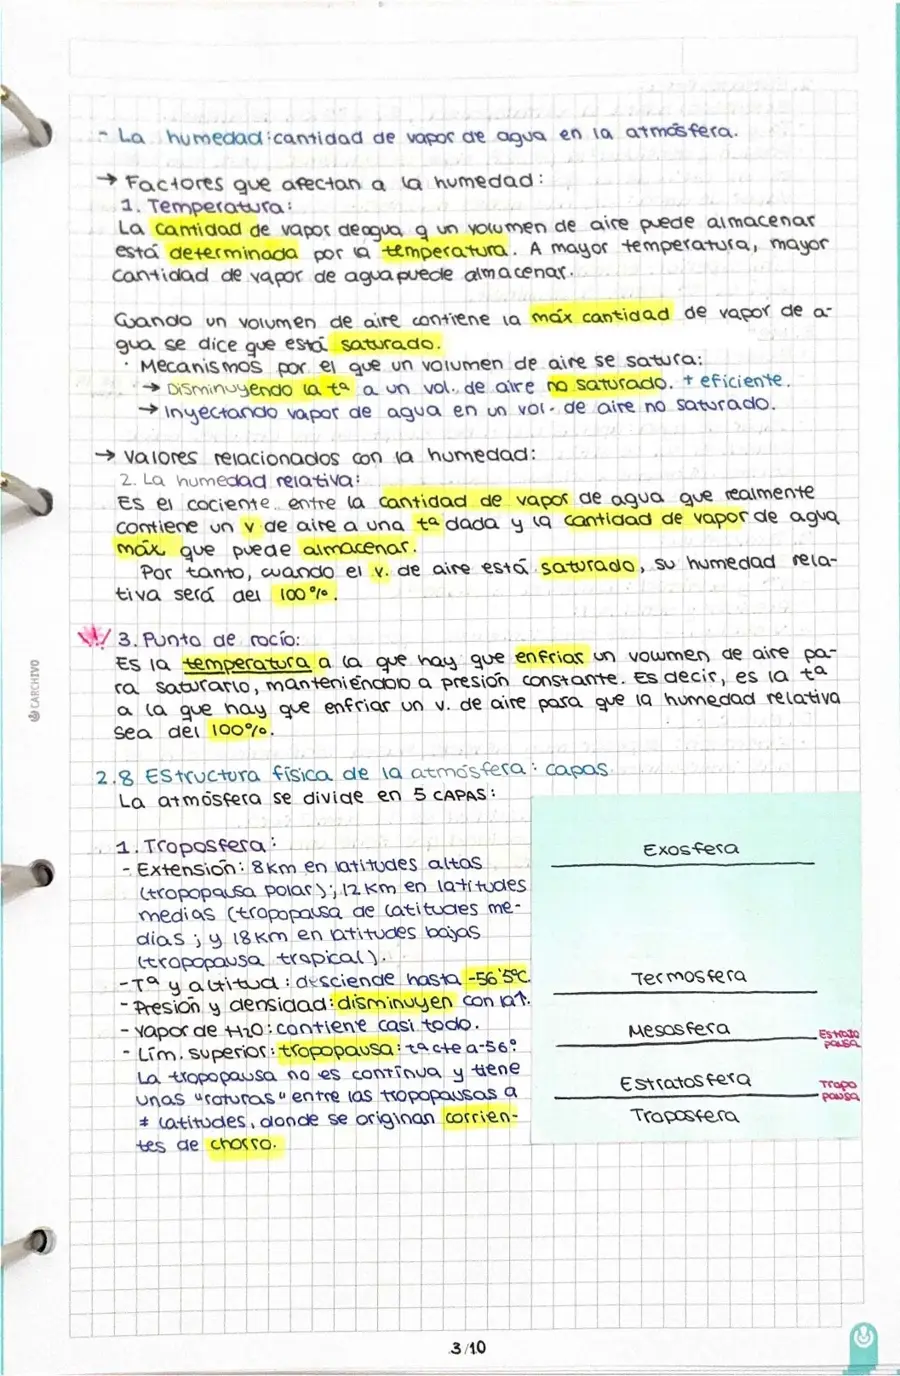 - La humedad: cantidad de vapor de agua en la atmósfera.
→ Factores que afectan a la humedad:
1. Temperatura:
La cantidad de vapor de agua q un volumen de aire puede almacenar
está determinada por la temperatura. A mayor temperatura, mayor
cantidad de vapor de agua puede almacenar.
Cuando un volumen de aire contiene la máx cantidad de vapor de a-
gua se dice que está saturado.
· Mecanismos por el que un volumen de aire se satura:
→ Disminuyendo la tª a un vol. de aire no saturado. + eficiente.
→ Inyectando vapor de agua en un vol. de aire no saturado.
→ Valores relacionados con la humedad:
2. La humedad relativa:
Es el cociente entre la cantidad de vapor de agua que realmente
contiene un v de aire a una tª dada y la cantidad de vapor de agua
máx que puede almacenar.
Por tanto, cuando el v. de aire está saturado, su humedad rela-
tiva será del 100%.
3. Punto de rocío:
Es la temperatura a la que hay que enfriar un volumen de aire pa-
ra saturarlo, manteniéndolo a presión constante. Es decir, es la tª
a la que hay que enfriar un v. de aire para que la humedad relativa
sea del 100%.
2.8 Estructura física de la atmósfera: capas.
La atmósfera se divide en 5 CAPAS:
1. Troposfera:
- Extensión: 8km en latitudes altas
(tropopausa polar); 12 km en latitudes
medias (tropopausa de latitudes me-
dias; y 18km en latitudes bajas
(tropopausa tropical).
- Tª y altitud: desciende hasta -56'5ºC.
- Presión y densidad: disminuyen con la ↑.
- Vapor de H2O: contiene casi todo.
- Lím. superior: tropopausa: tª cte a -56º
La tropopausa no es contínua y tiene
unas "roturas" entre las tropopausas a
≠ latitudes, donde se originan corrien-
tes de chorro.
Exosfera
Termosfera
Mesosfera
Estrato
pausa
Estratosfera
Tropo
pausa
Troposfera
CARCHIVO
3/10